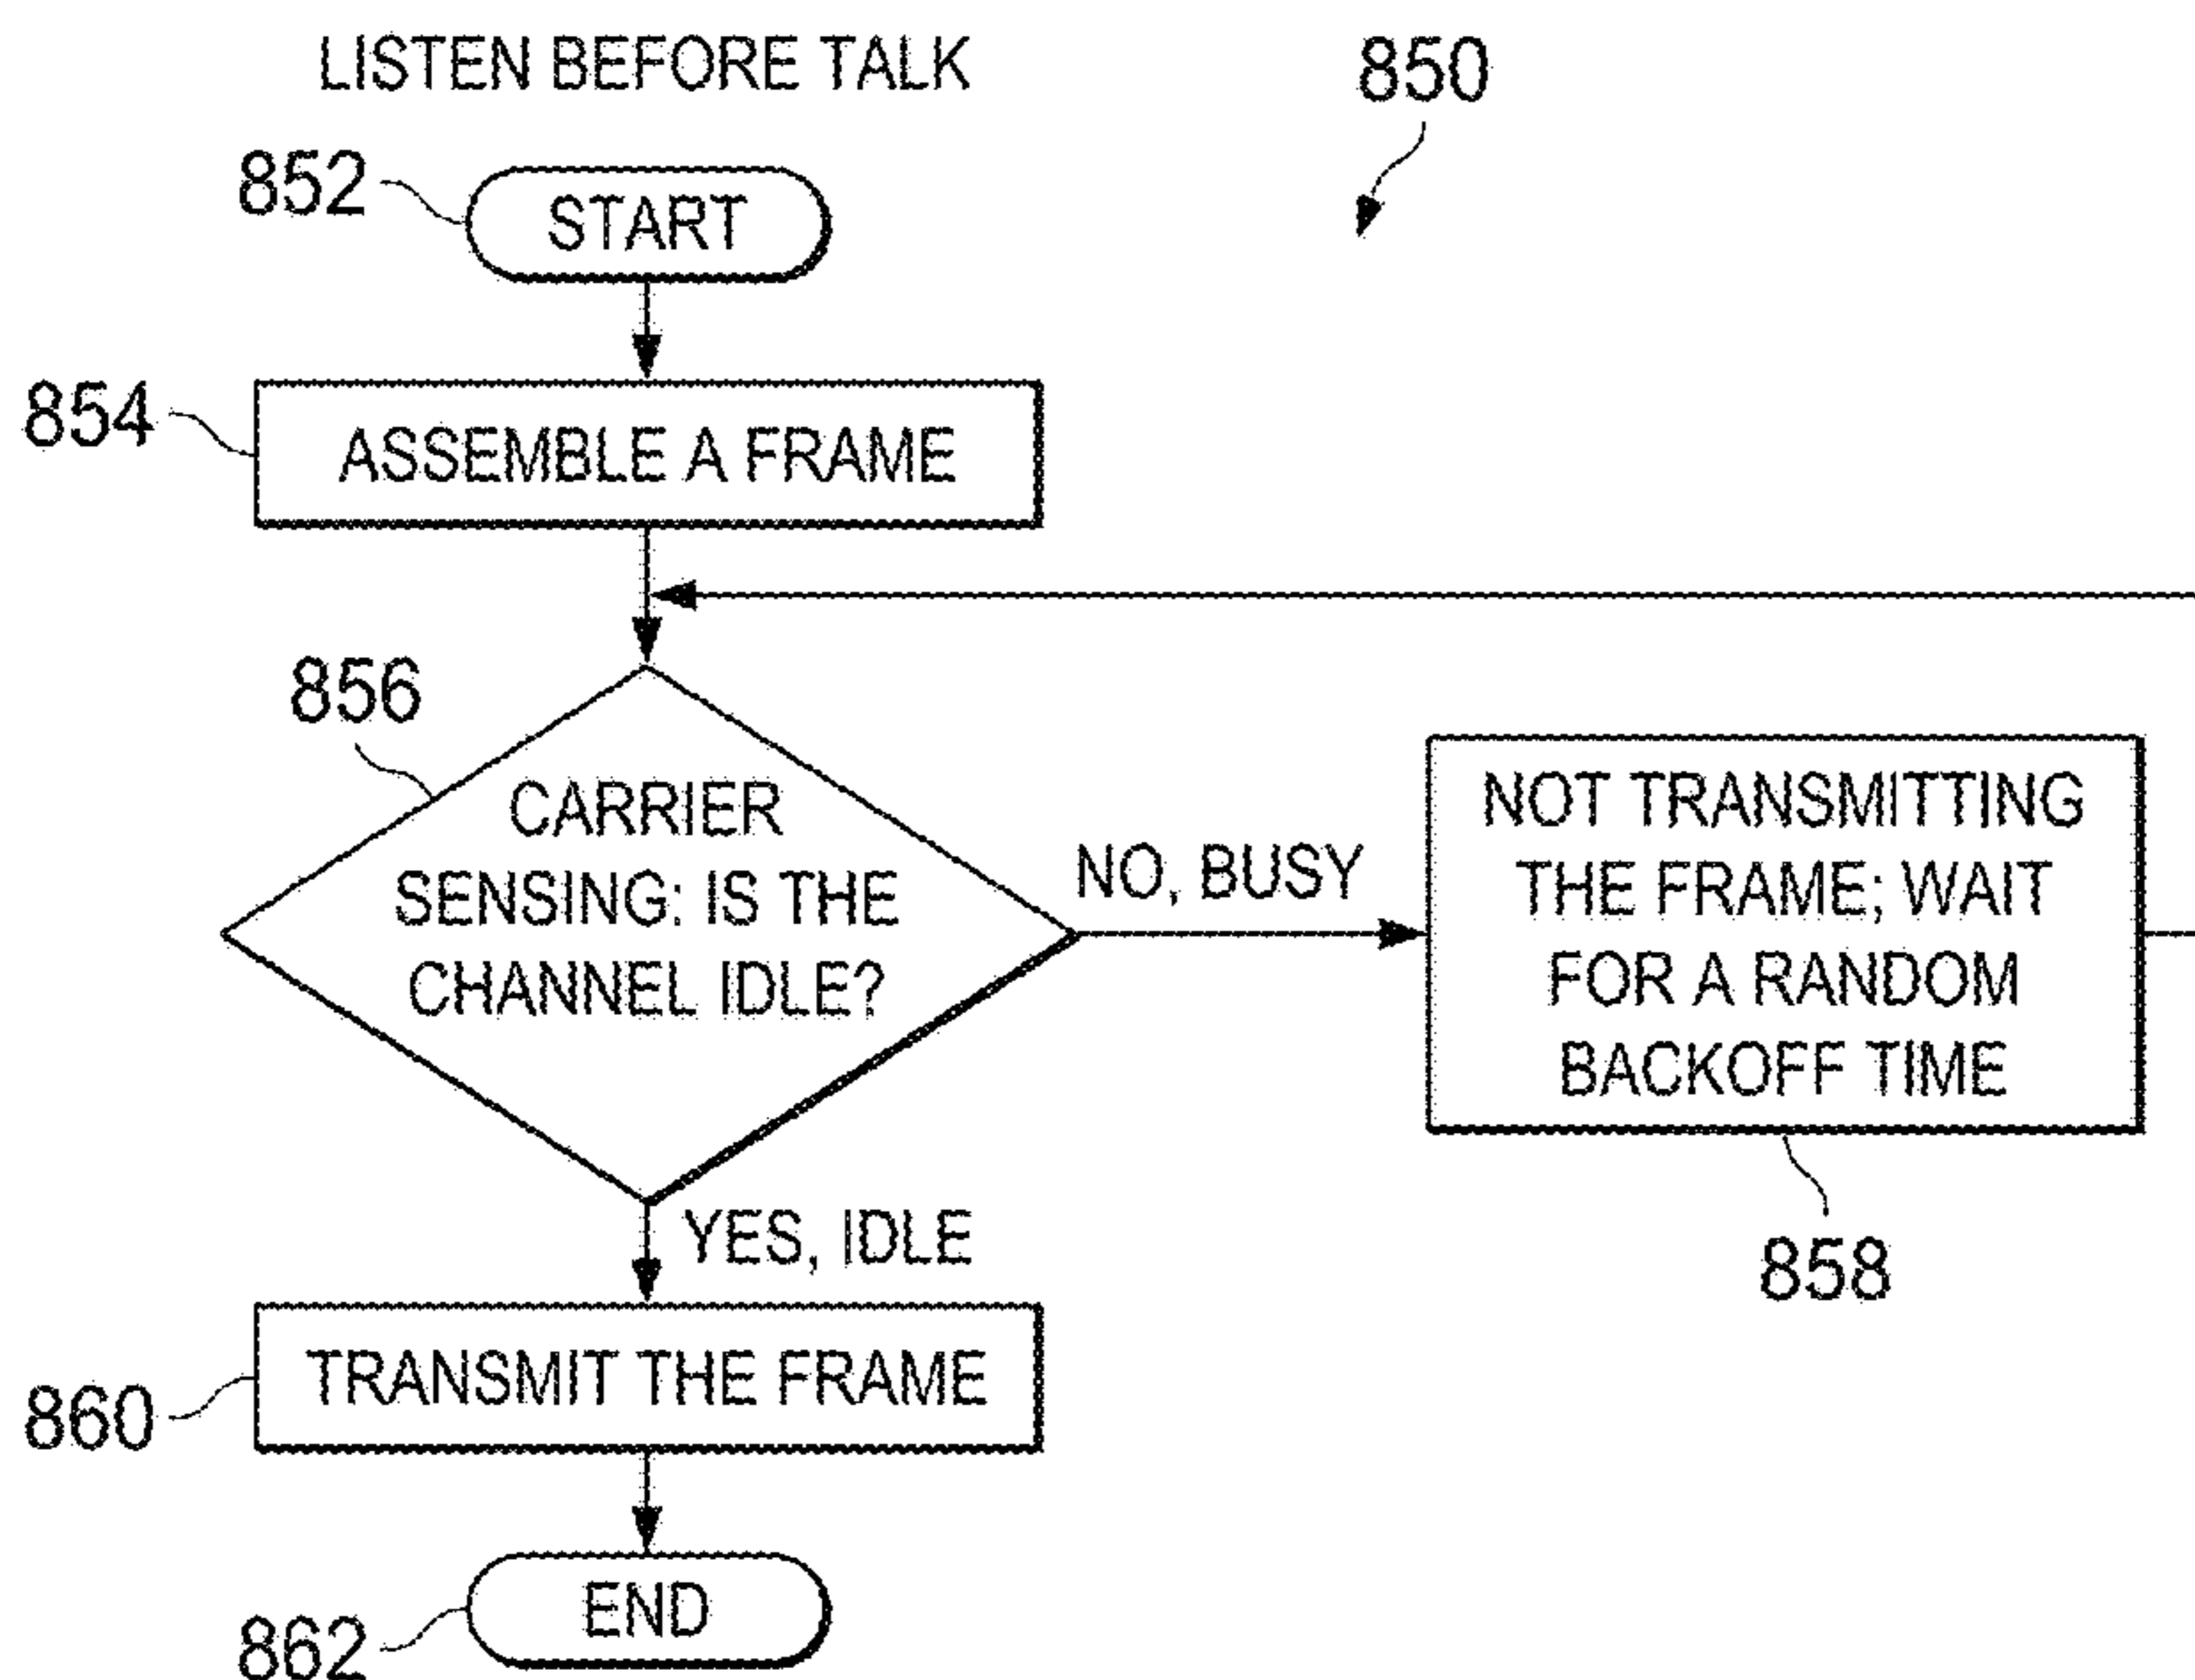 LISTEN BEFORE TALK
850
852
START
854
ASSEMBLE A FRAME
856
CARRIER
SENSING: IS THE
CHANNEL IDLE?
NO, BUSY
NOT TRANSMITTING
THE FRAME; WAIT
FOR A RANDOM
BACKOFF TIME
858
YES, IDLE
860
TRANSMIT THE FRAME
862
END